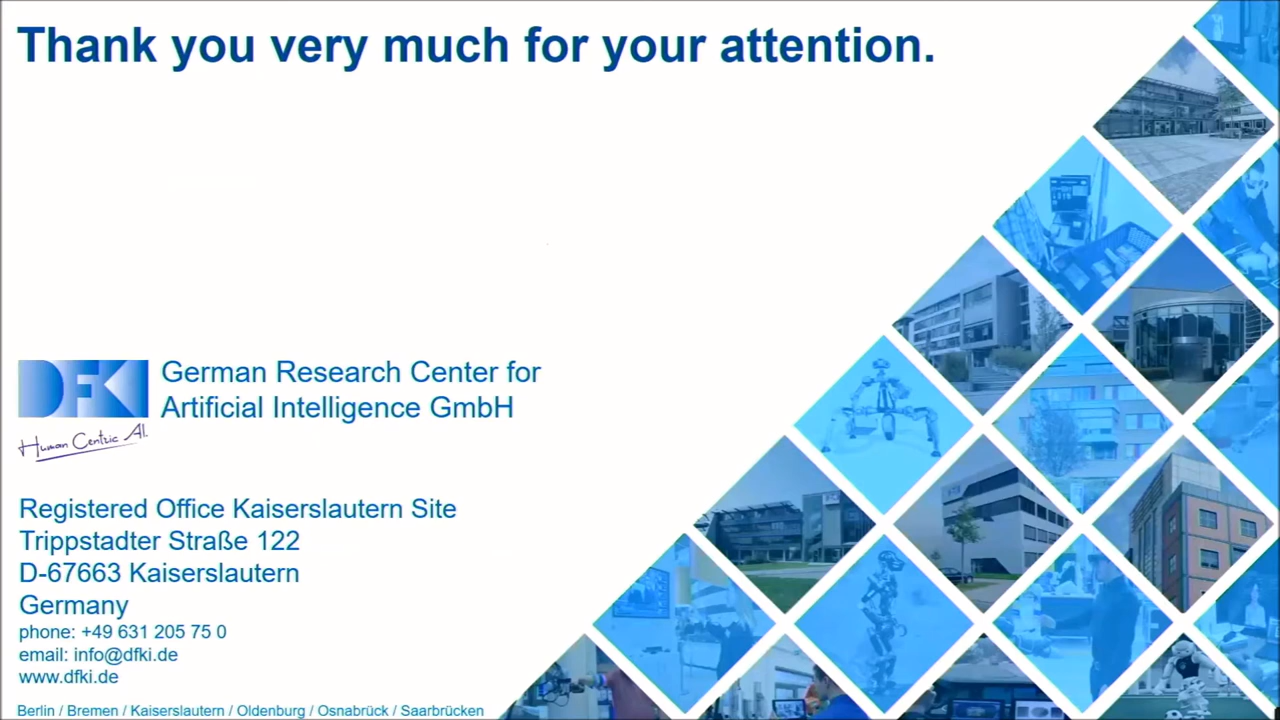 Thank you very much for your attention.
DFKI
German Research Center for
Artificial Intelligence GmbH
Human Centric AI.
Registered Office Kaiserslautern Site
Trippstadter Straße 122
D-67663 Kaiserslautern
Germany
phone: +49 631 205 75 0
email: info@dfki.de
www.dfki.de
Berlin / Bremen / Kaiserslautern / Oldenburg / Osnabrück / Saarbrücken